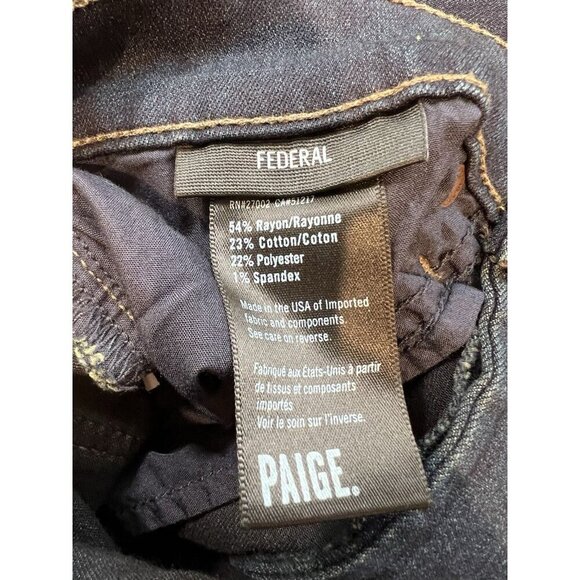 FEDERAL
RN#27002 CA#51217
54% Rayon/Rayonne
23% Cotton/Coton
22% Polyester
1% Spandex
Made in the USA of Imported
fabric and components.
See care on reverse.
Fabriqué aux États-Unis à partir
de tissus et composants
importés
Voir le soin sur l'inverse.
PAIGE.